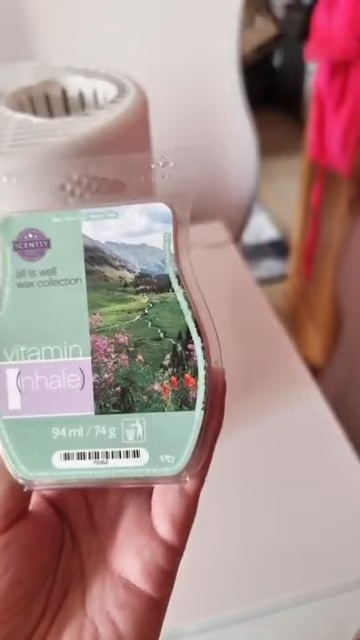 SCENTSY
all is well
wax collection
vitamin
(inhale)
94 ml / 74 g